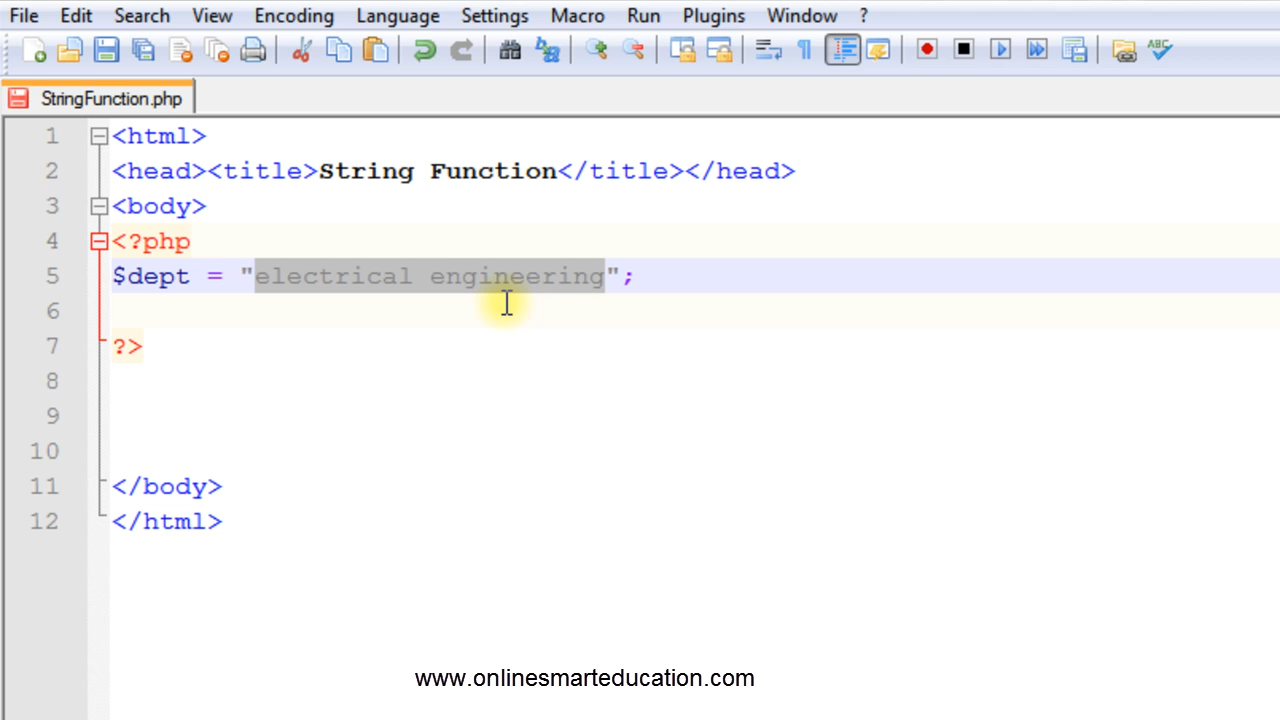 File Edit Search View Encoding Language Settings Macro Run Plugins Window ?
StringFunction.php
1 <html>
2 <head><title>String Function</title></head>
3 <body>
4 <?php
5 $dept = "electrical engineering";
6
7 ?>
8
9
10
11 </body>
12 </html>
www.onlinesmarteducation.com